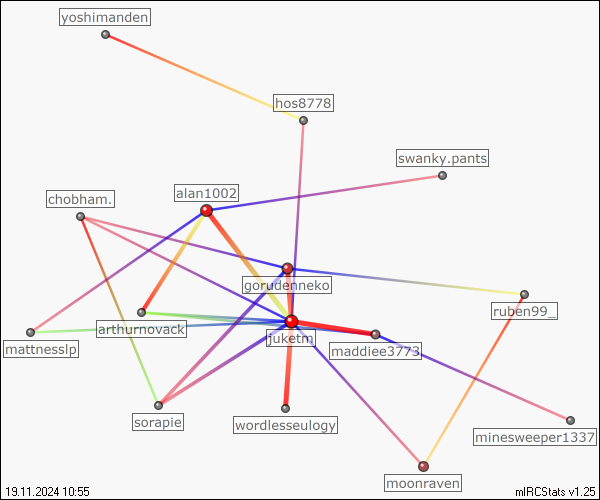 yoshimanden
hos8778
swanky.pants
alan1002
chobham.
gorudenneko
ruben99_
arthurnovack
juketm
mattnesslp
maddiee3773
sorapie
wordlesseulogy
minesweeper1337
moonraven
19.11.2024 10:55
mIRCStats v1.25